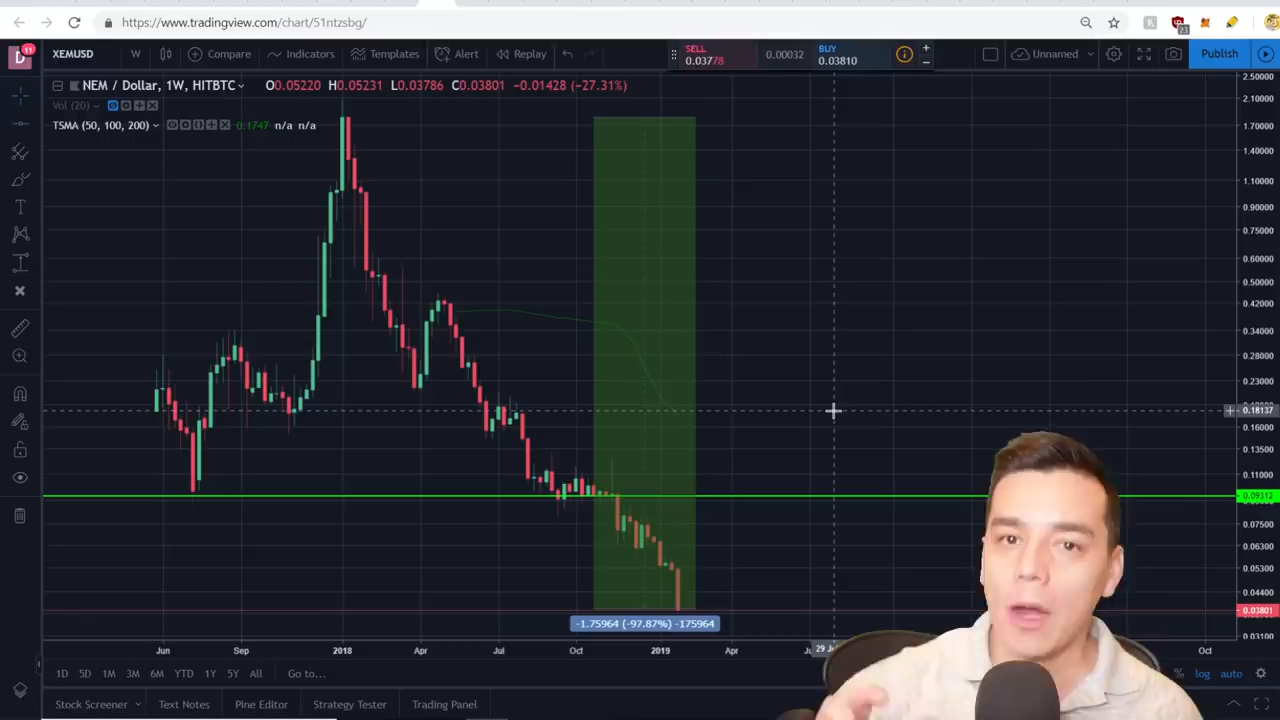 https://www.tradingview.com/chart/51ntzsbg/
23
D 11 XEMUSD W Compare Indicators Templates Alert Replay SELL 0.03778 0.00032 BUY 0.03810 Unnamed Publish
NEM / Dollar, 1W, HITBTC O0.05220 H0.05231 L0.03786 C0.03801 -0.01428 (-27.31%)
Vol (20)
TSMA (50, 100, 200) 0.1747 n/a n/a
2.50000
2.10000
1.70000
1.40000
1.10000
0.90000
0.75000
0.60000
0.50000
0.42000
0.34000
0.28000
0.23000
0.18137
0.16000
0.13500
0.11000
0.09312
0.07500
0.06300
0.05300
0.04400
0.03801
0.03100
-1.75964 (-97.87%) -175964
Jun Sep 2018 Apr Jul Oct 2019 Apr 29 Oct
1D 5D 1M 3M 6M YTD 1Y 5Y All Go to... % log auto
Stock Screener Text Notes Pine Editor Strategy Tester Trading Panel